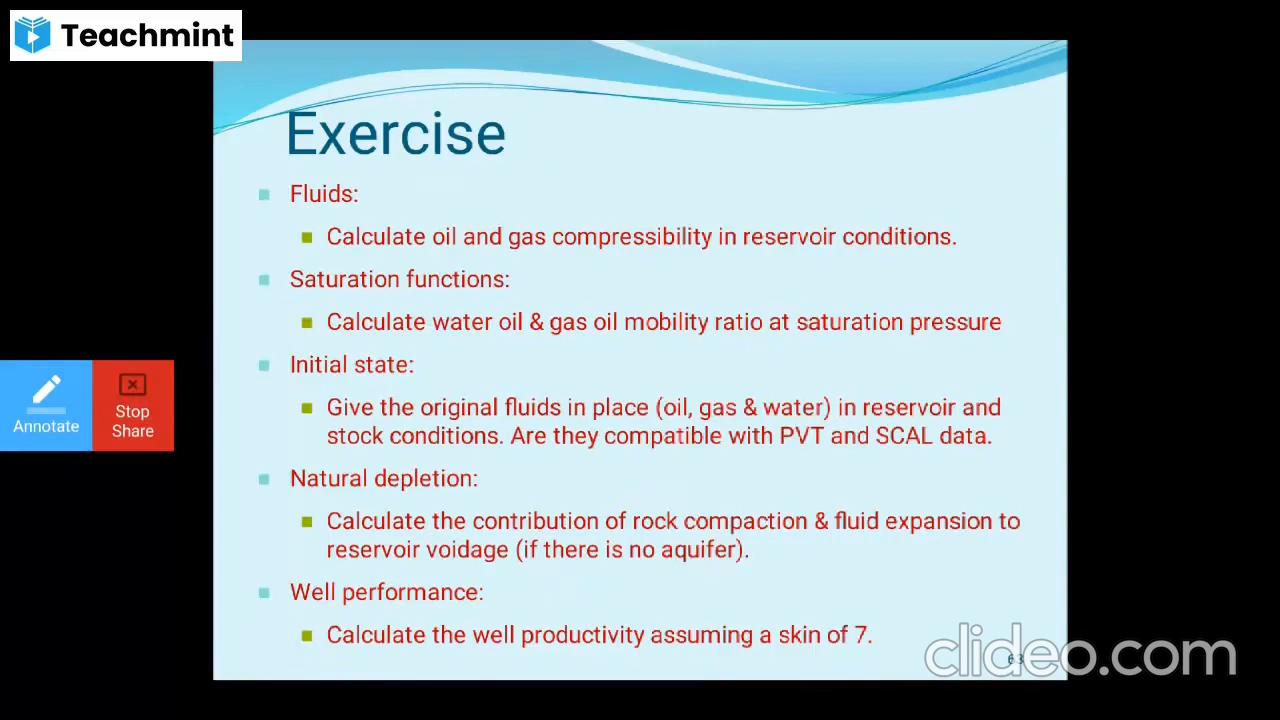 Teachmint
Exercise
Fluids:
Calculate oil and gas compressibility in reservoir conditions.
Saturation functions:
Calculate water oil & gas oil mobility ratio at saturation pressure
Initial state:
Give the original fluids in place (oil, gas & water) in reservoir and
stock conditions. Are they compatible with PVT and SCAL data.
Natural depletion:
Calculate the contribution of rock compaction & fluid expansion to
reservoir voidage (if there is no aquifer).
Well performance:
Calculate the well productivity assuming a skin of 7.
Annotate
Stop
Share
63
clideo.com